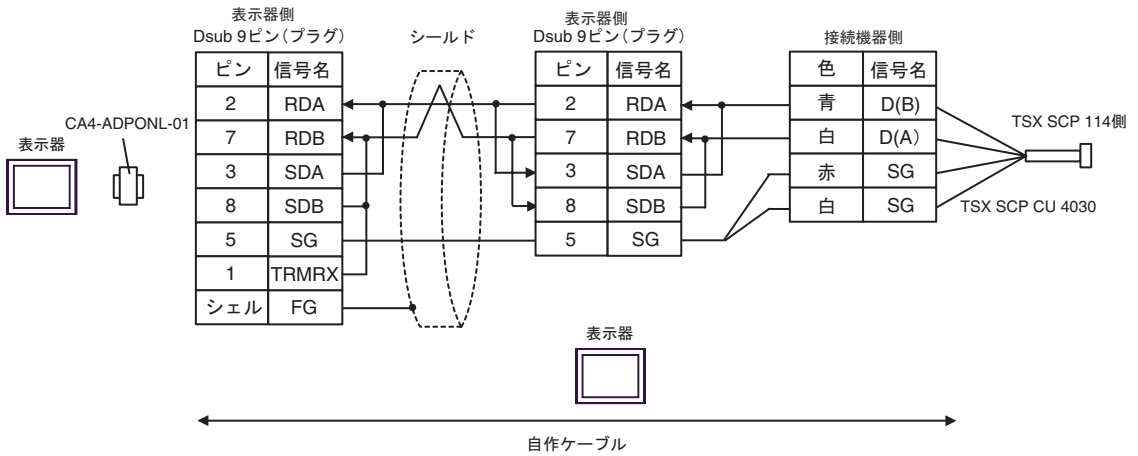 表示器側
Dsub 9ピン（プラグ）
シールド
表示器側
Dsub 9ピン（プラグ）
接続機器側
ピン 信号名
2 RDA
7 RDB
3 SDA
8 SDB
5 SG
1 TRMRX
シェル FG
ピン 信号名
2 RDA
7 RDB
3 SDA
8 SDB
5 SG
色 信号名
青 D(B)
白 D(A)
赤 SG
白 SG
CA4-ADPONL-01
表示器
TSX SCP 114側
TSX SCP CU 4030
表示器
自作ケーブル